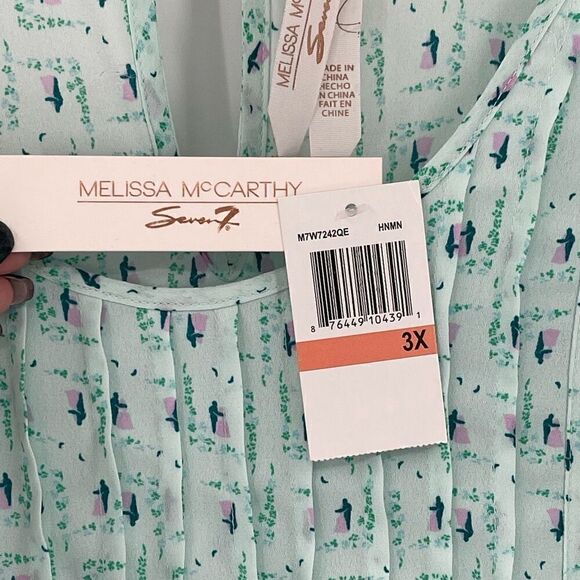 MELISSA MC
Seven
MADE IN
CHINA
HECHO
EN CHINA
FAIT EN
CHINE
MELISSA McCARTHY
Seven7
M7W7242QE HNMN
8 76449 10439 1
3X